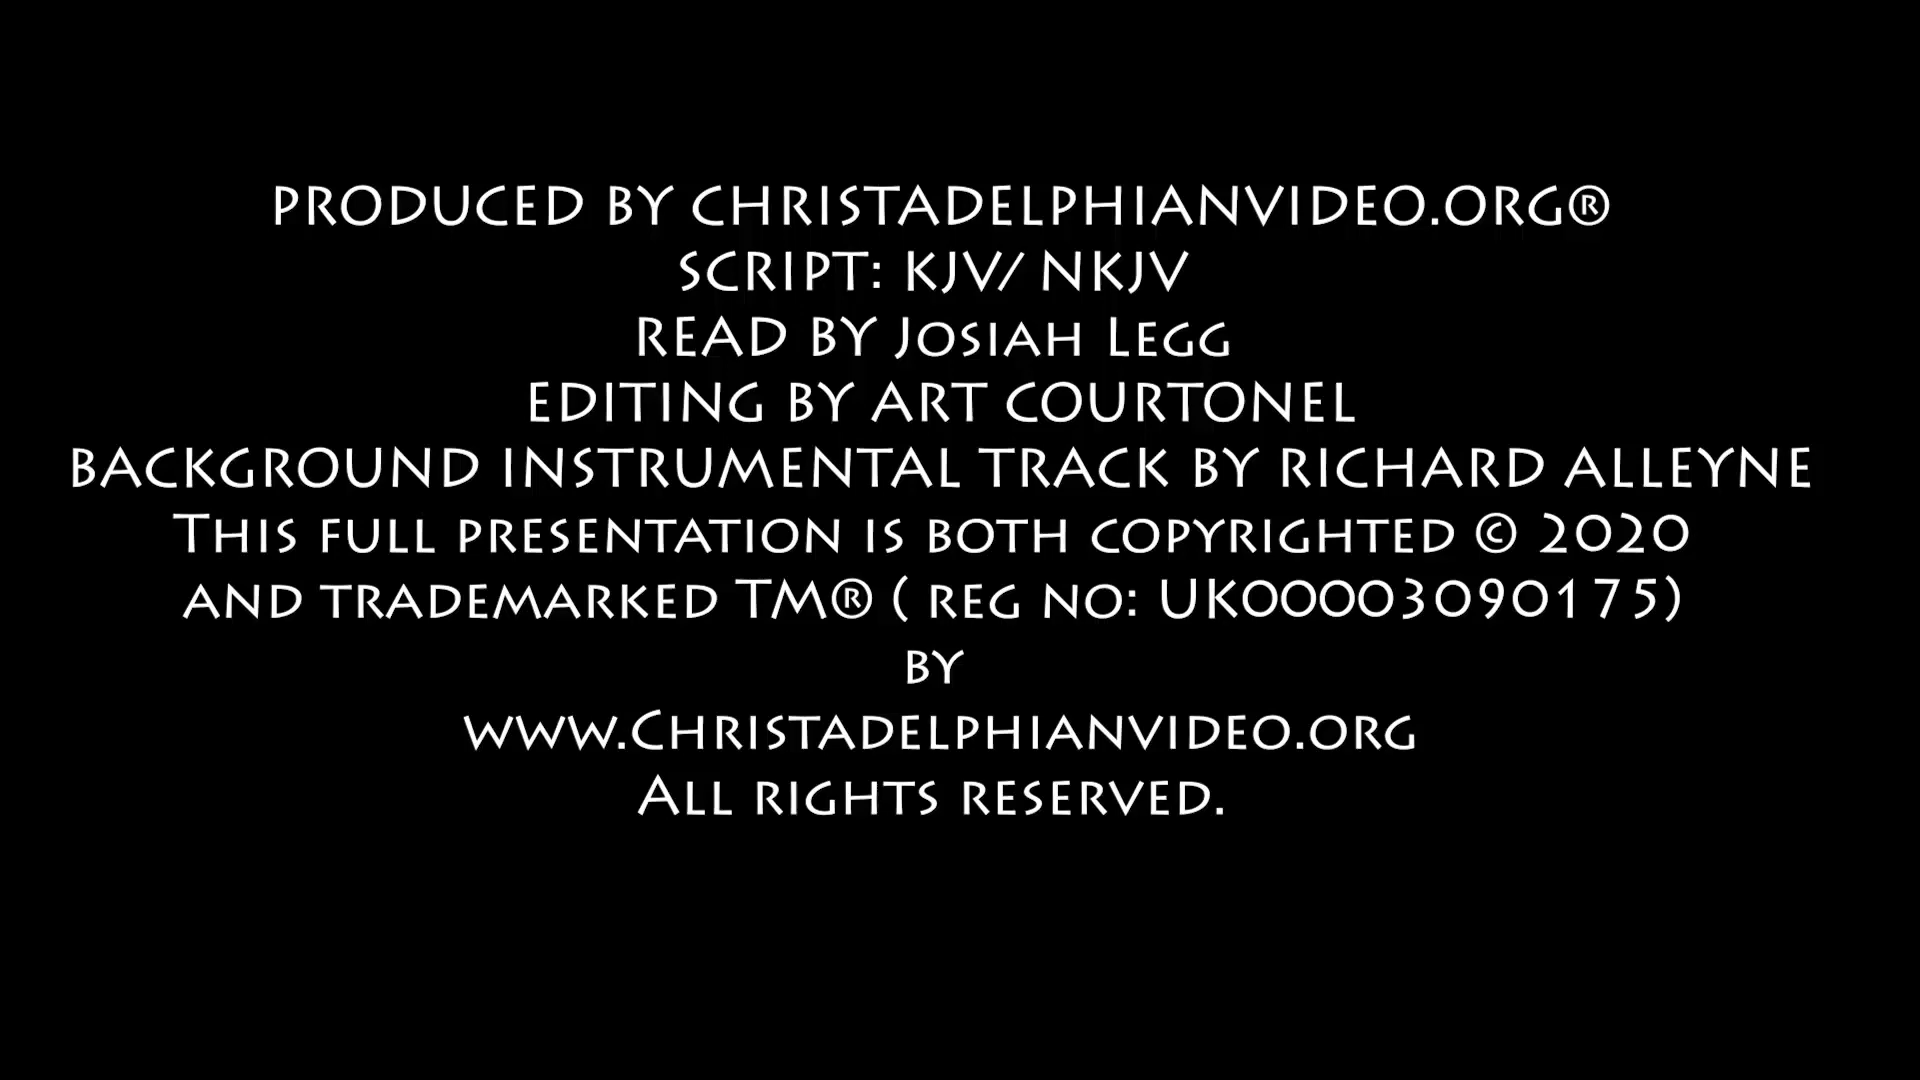 PRODUCED BY CHRISTADELPHIANVIDEO.ORG®
SCRIPT: KJV/ NKJV
READ BY Josiah Legg
EDITING BY ART COURTONEL
BACKGROUND INSTRUMENTAL TRACK BY RICHARD ALLEYNE
This full presentation is both copyrighted © 2020
and trademarked TM® ( reg no: UK00003090175)
by
www.Christadelphianvideo.org
All rights reserved.